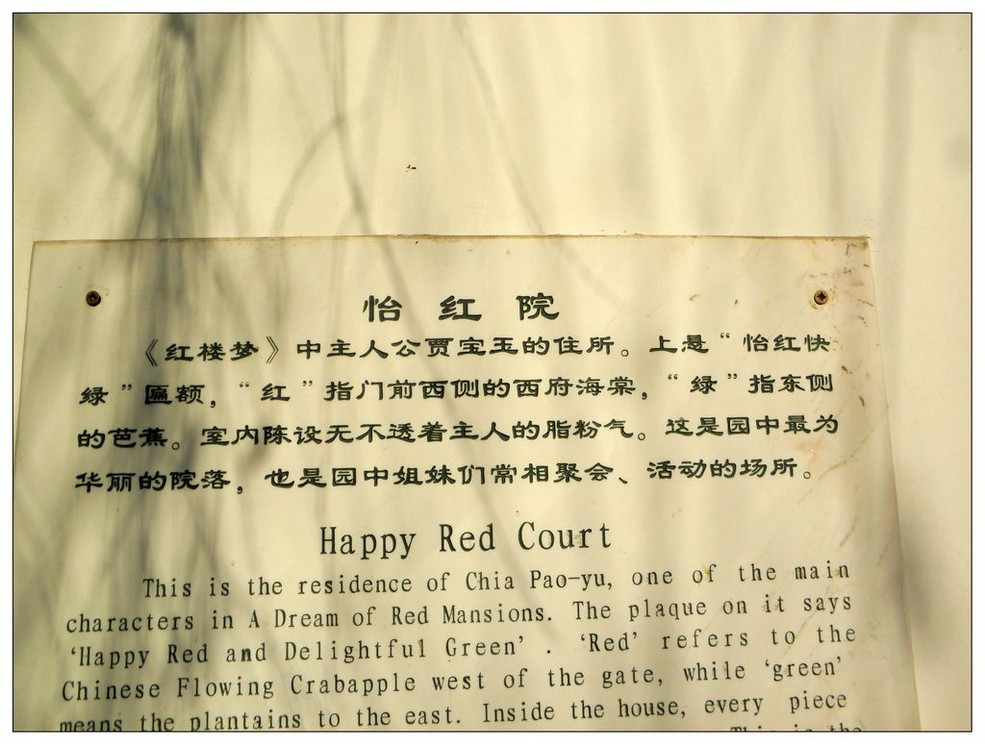 怡红院
《红楼梦》中主人公贾宝玉的住所。上悬“怡红快
绿”匾额，“红”指门前西侧的西府海棠，“绿”指东侧
的芭蕉。室内陈设无不透着主人的脂粉气。这是园中最为
华丽的院落，也是园中姐妹们常相聚会、活动的场所。
Happy Red Court
This is the residence of Chia Pao-yu, one of the main
characters in A Dream of Red Mansions. The plaque on it says
‘Happy Red and Delightful Green’. ‘Red’ refers to the
Chinese Flowing Crabapple west of the gate, while ‘green’
means the plantains to the east. Inside the house, every piece
This is the